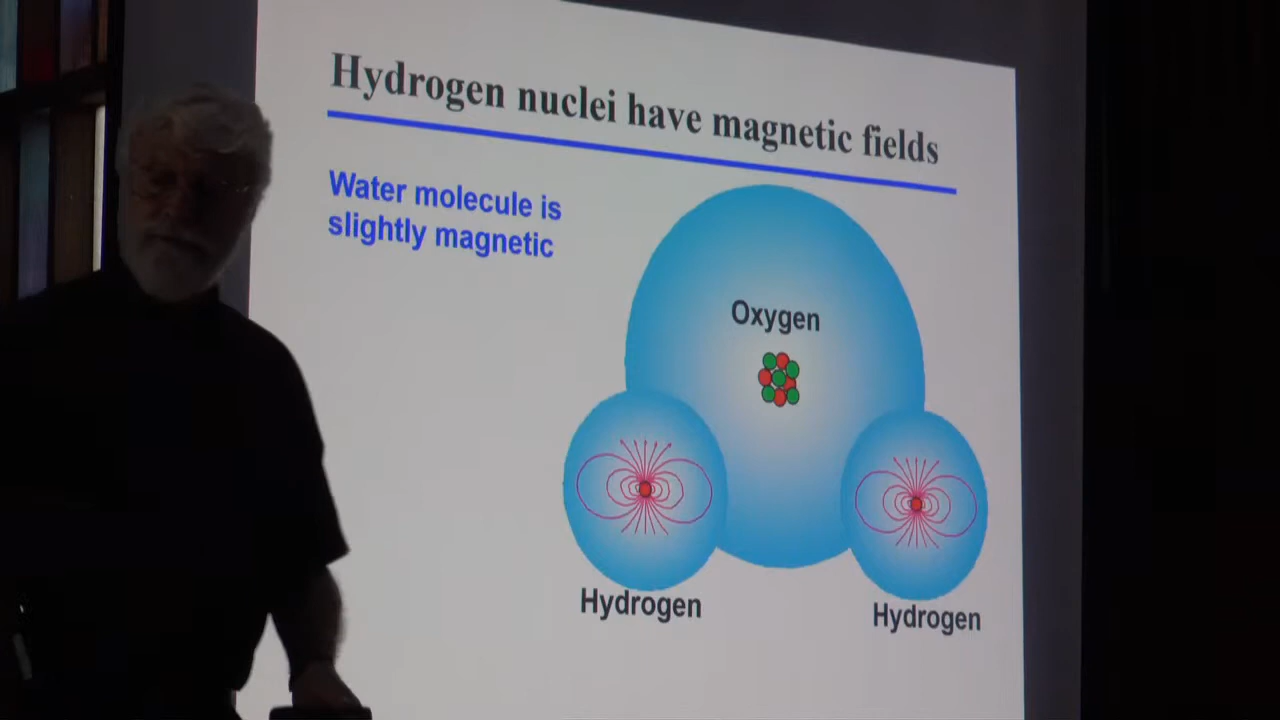 Hydrogen nuclei have magnetic fields
Water molecule is
slightly magnetic
Oxygen
Hydrogen
Hydrogen